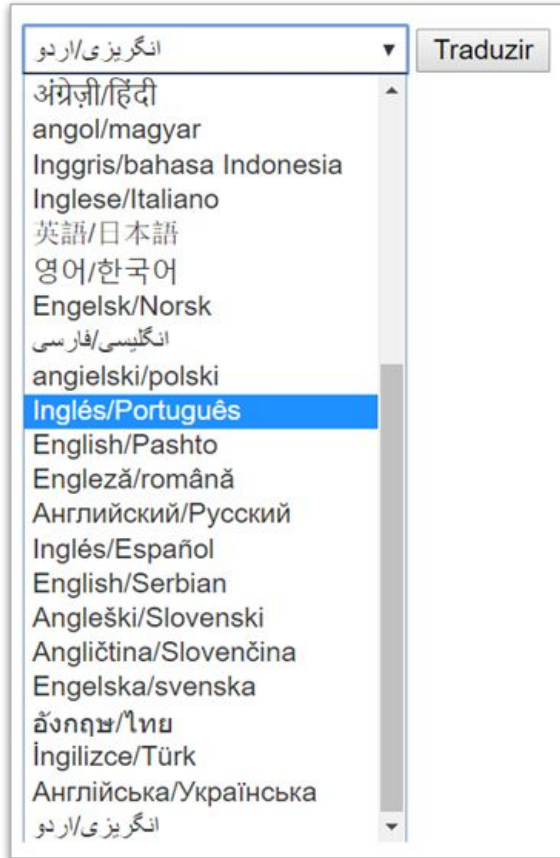 انگریزی/اردو
Traduzir
अंग्रेज़ी/हिंदी
angol/magyar
Inggris/bahasa Indonesia
Inglese/Italiano
英語/日本語
영어/한국어
Engelsk/Norsk
انگلیسی/فارسی
angielski/polski
Inglés/Português
English/Pashto
Engleză/română
Английский/Русский
Inglés/Español
English/Serbian
Angleški/Slovenski
Angličtina/Slovenčina
Engelska/svenska
อังกฤษ/ไทย
İngilizce/Türk
Англійська/Українська
انگریزی/اردو